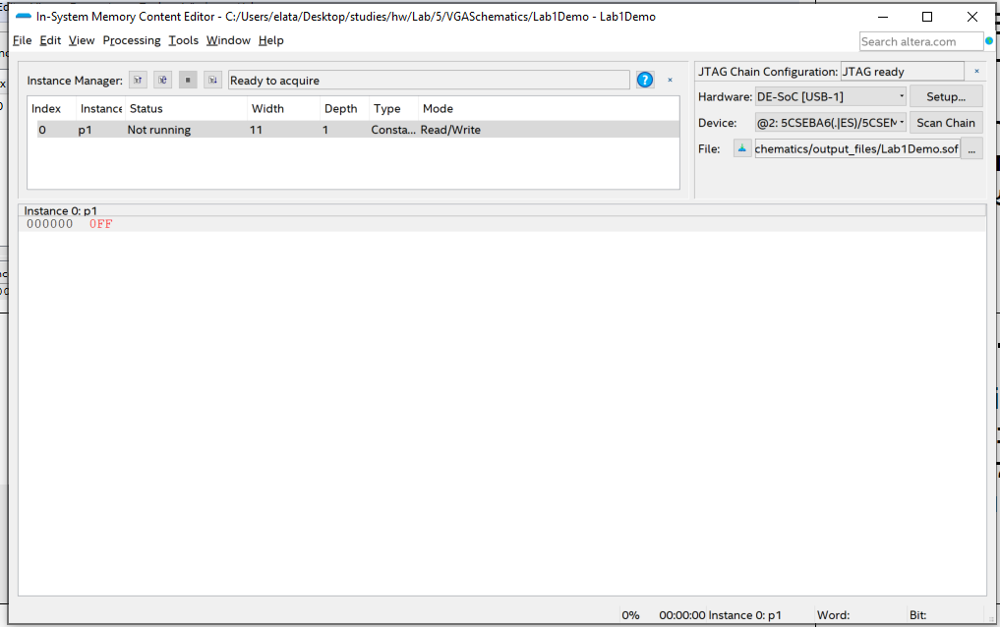 In-System Memory Content Editor - C:/Users/elata/Desktop/studies/hw/Lab/5/VGASchematics/Lab1Demo - Lab1Demo
File Edit View Processing Tools Window Help
Search altera.com
Instance Manager: Ready to acquire
Index Instance Status Width Depth Type Mode
0 p1 Not running 11 1 Consta... Read/Write
JTAG Chain Configuration: JTAG ready
Hardware: DE-SoC [USB-1] Setup...
Device: @2: 5CSEBA6(.|ES)/5CSEM Scan Chain
File: chematics/output_files/Lab1Demo.sof ...
Instance 0: p1
000000 0FF
0% 00:00:00 Instance 0: p1 Word: Bit: